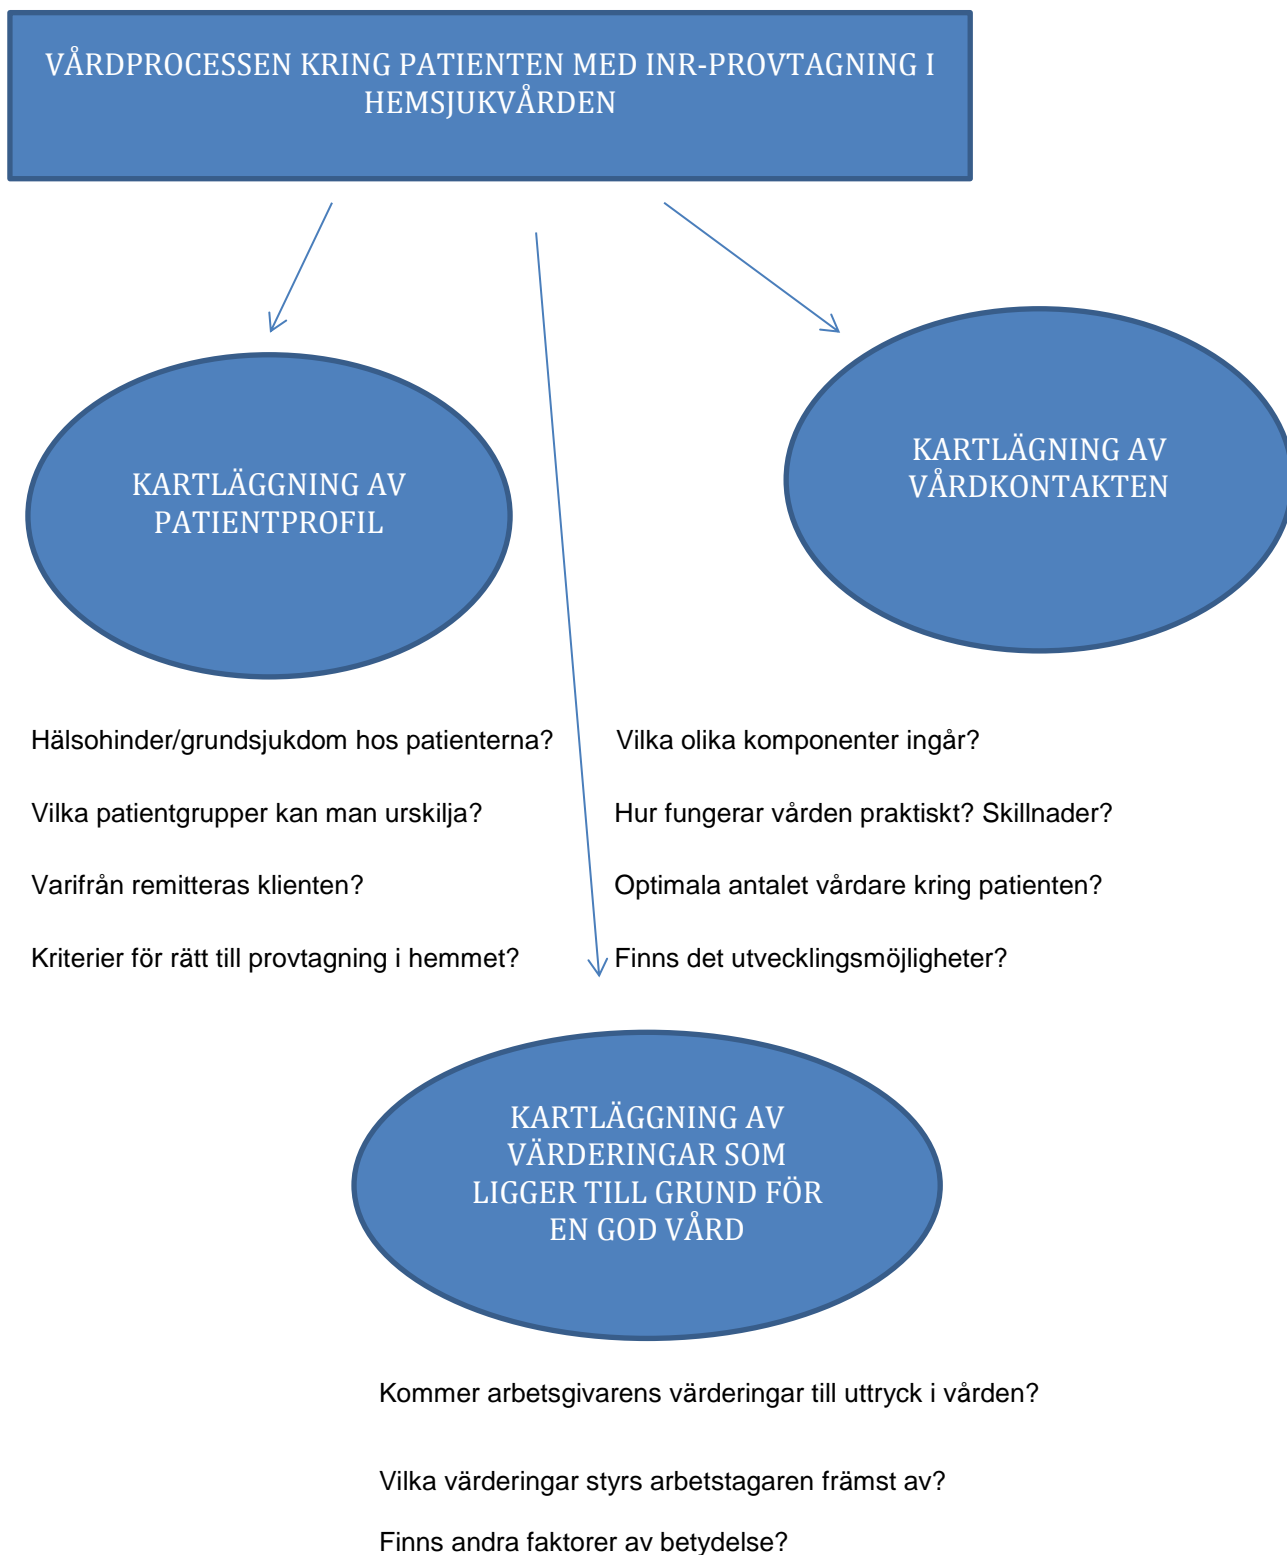 VÅRDPROCESSEN KRING PATIENTEN MED INR-PROVTAGNING I
HEMSJUKVÅRDEN
KARTLÄGGNING AV
PATIENTPROFIL
KARTLÄGNING AV
VÅRDKONTAKTEN
Hälsohinder/grundsjukdom hos patienterna?
Vilka patientgrupper kan man urskilja?
Varifrån remitteras klienten?
Kriterier för rätt till provtagning i hemmet?
Vilka olika komponenter ingår?
Hur fungerar vården praktiskt? Skillnader?
Optimala antalet vårdare kring patienten?
Finns det utvecklingsmöjligheter?
KARTLÄGGNING AV
VÄRDERINGAR SOM
LIGGER TILL GRUND FÖR
EN GOD VÅRD
Kommer arbetsgivarens värderingar till uttryck i vården?
Vilka värderingar styrs arbetstagaren främst av?
Finns andra faktorer av betydelse?